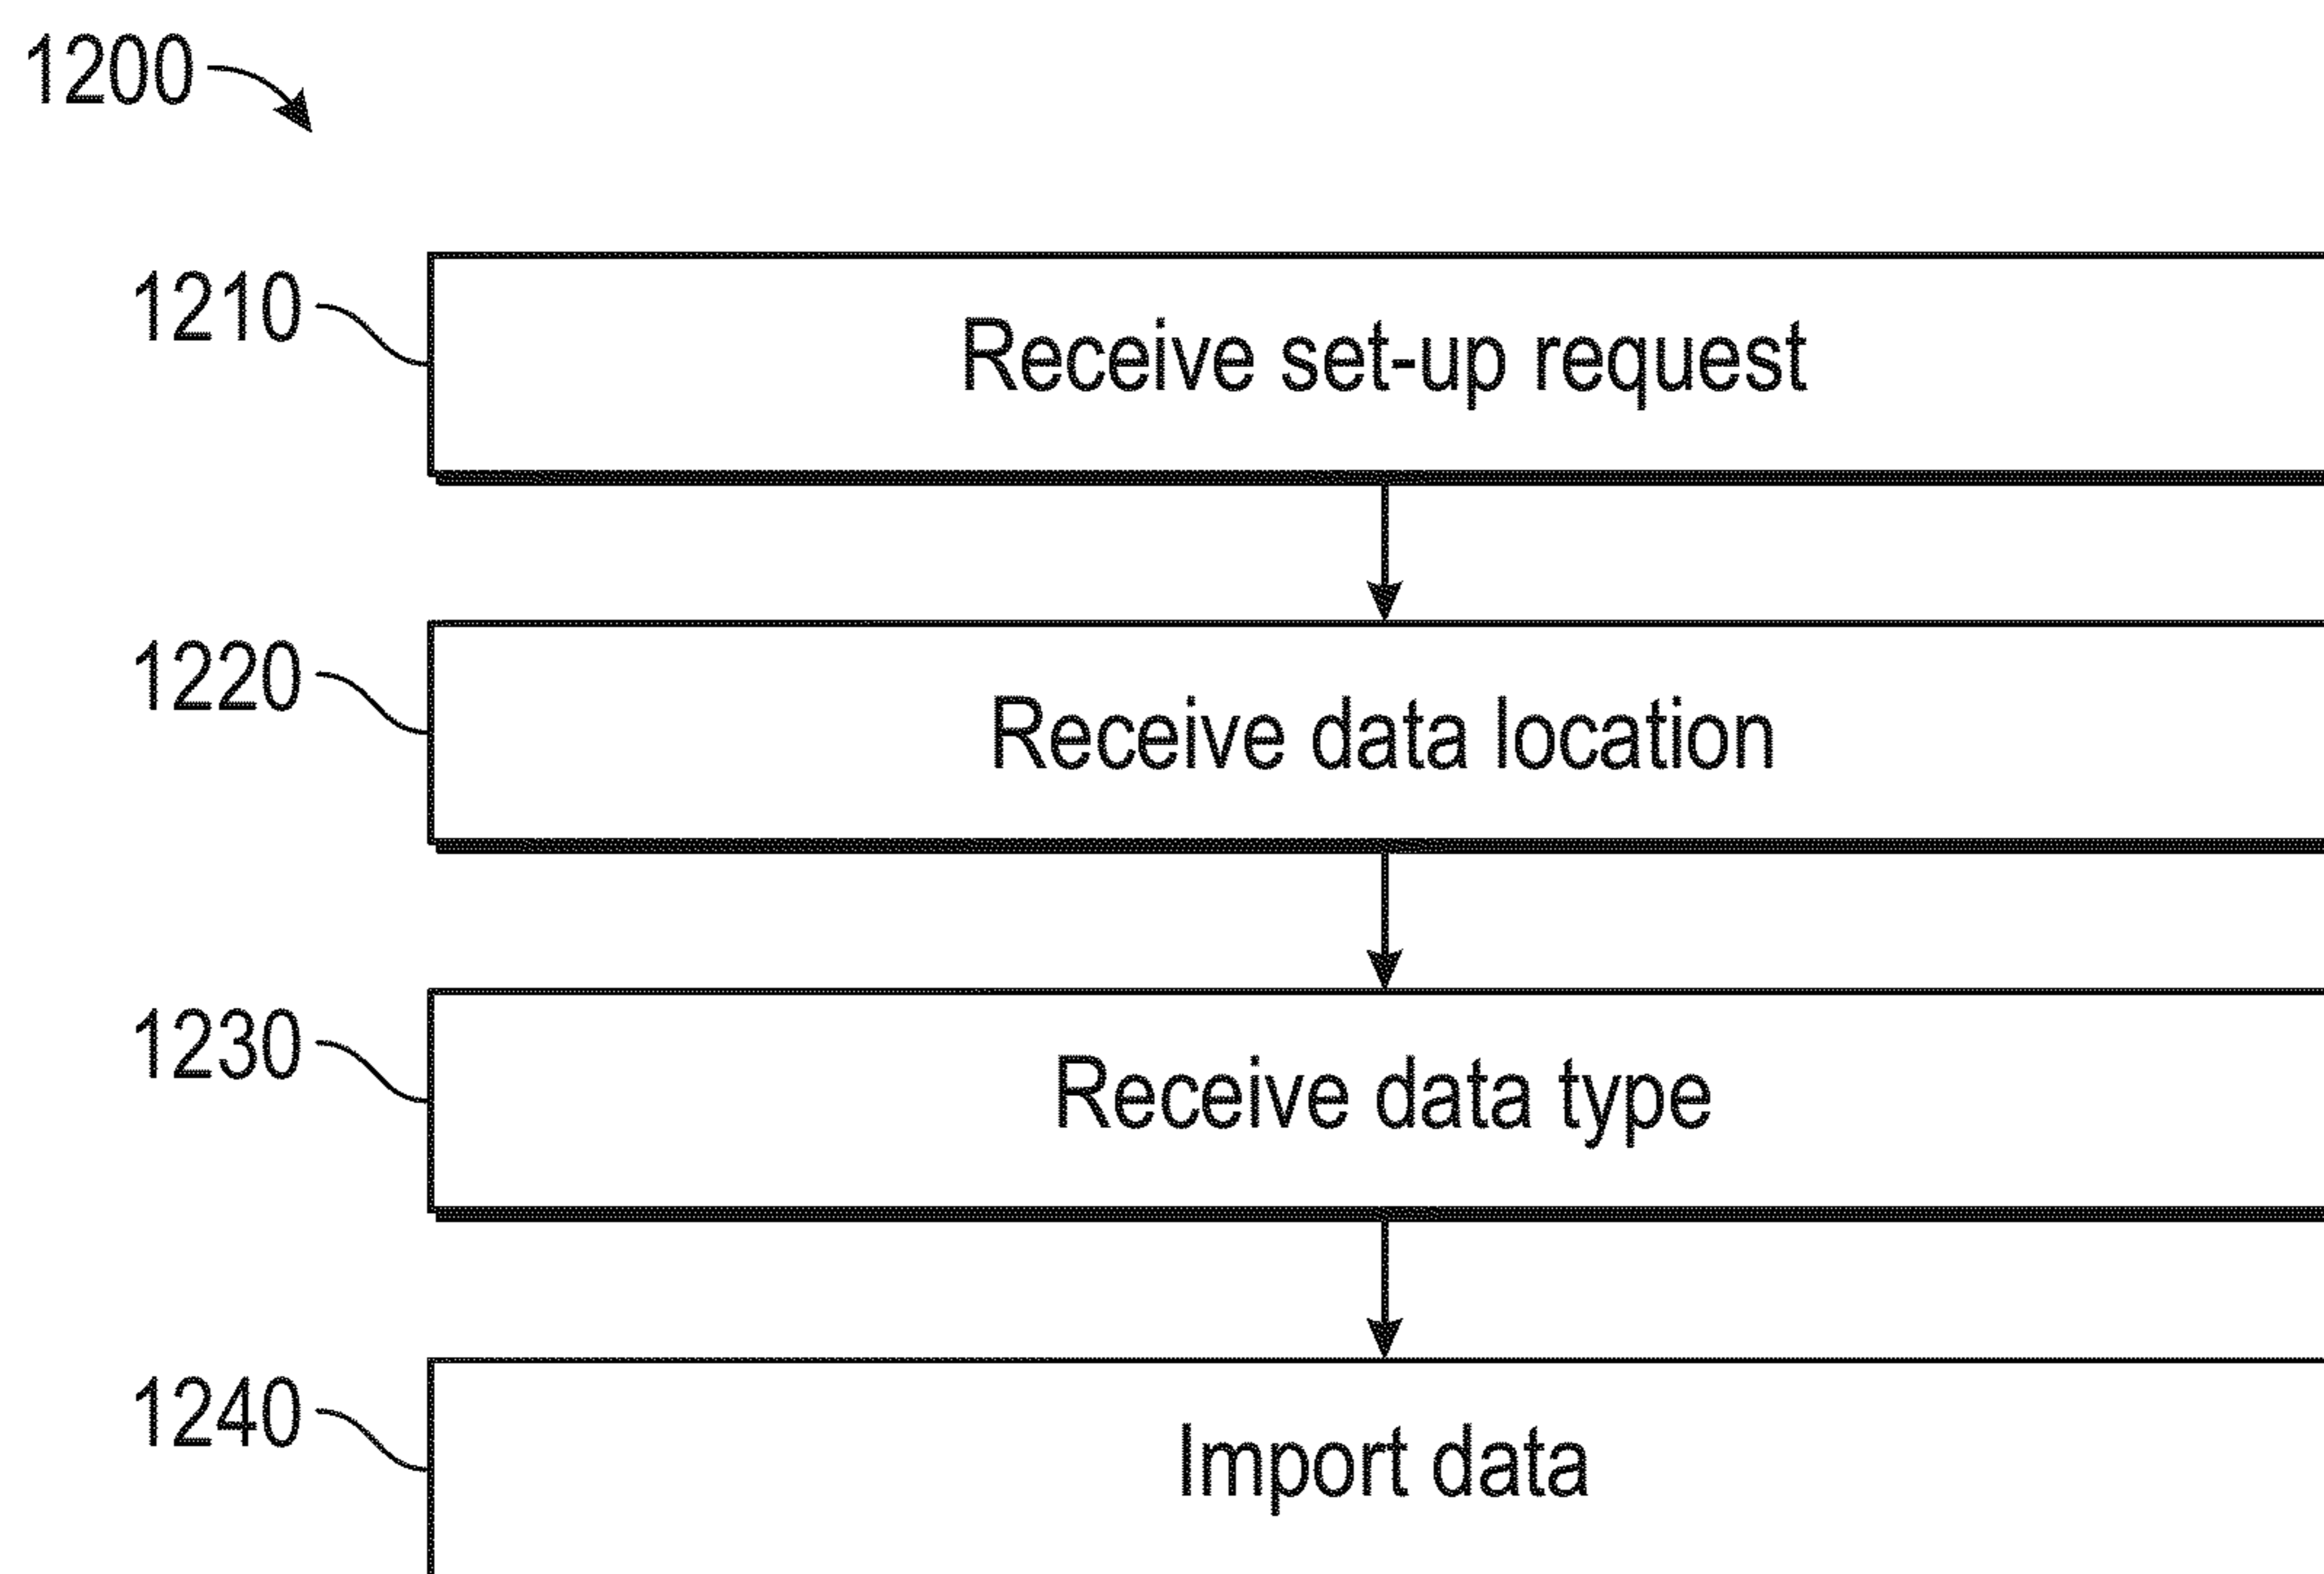 1200
1210
Receive set-up request
1220
Receive data location
1230
Receive data type
1240
Import data